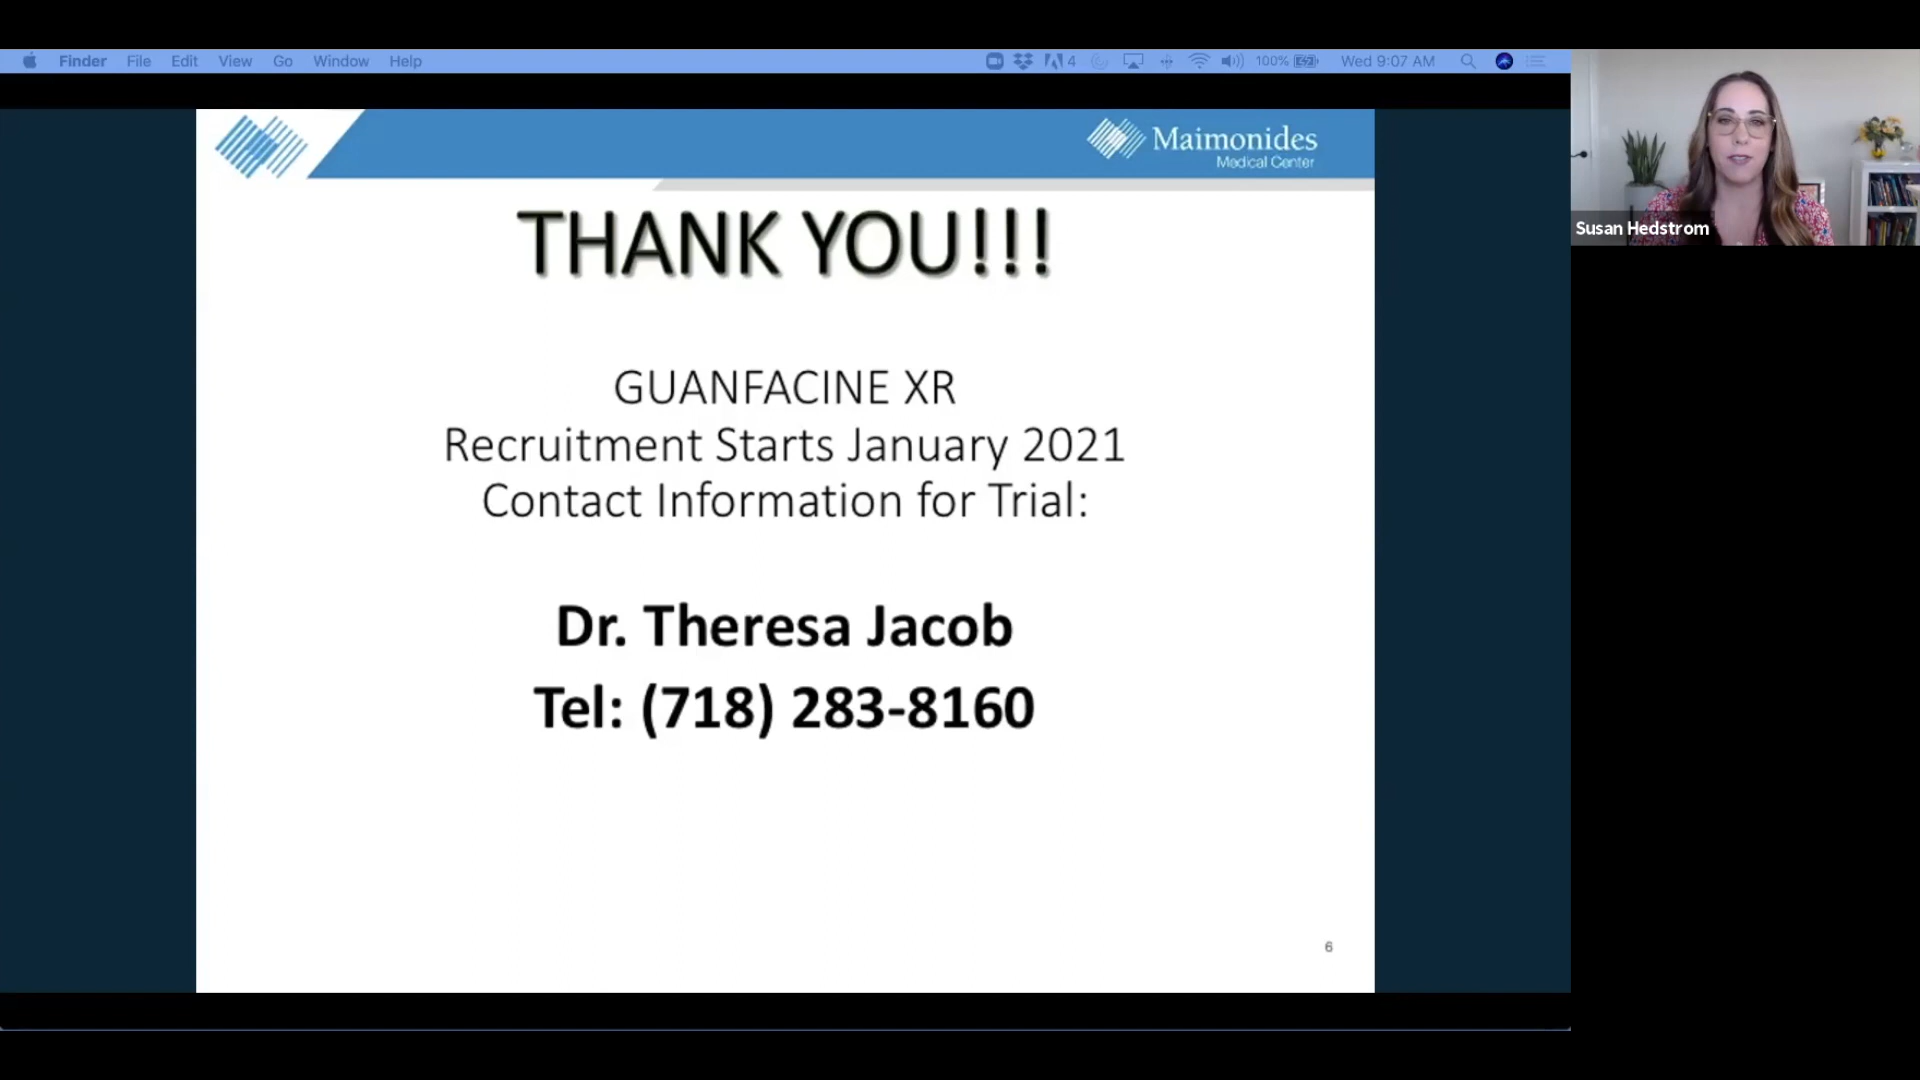 Finder File Edit View Go Window Help
4 100% Wed 9:07 AM
Maimonides
Medical Center
THANK YOU!!!
GUANFACINE XR
Recruitment Starts January 2021
Contact Information for Trial:
Dr. Theresa Jacob
Tel: (718) 283-8160
6
Susan Hedstrom